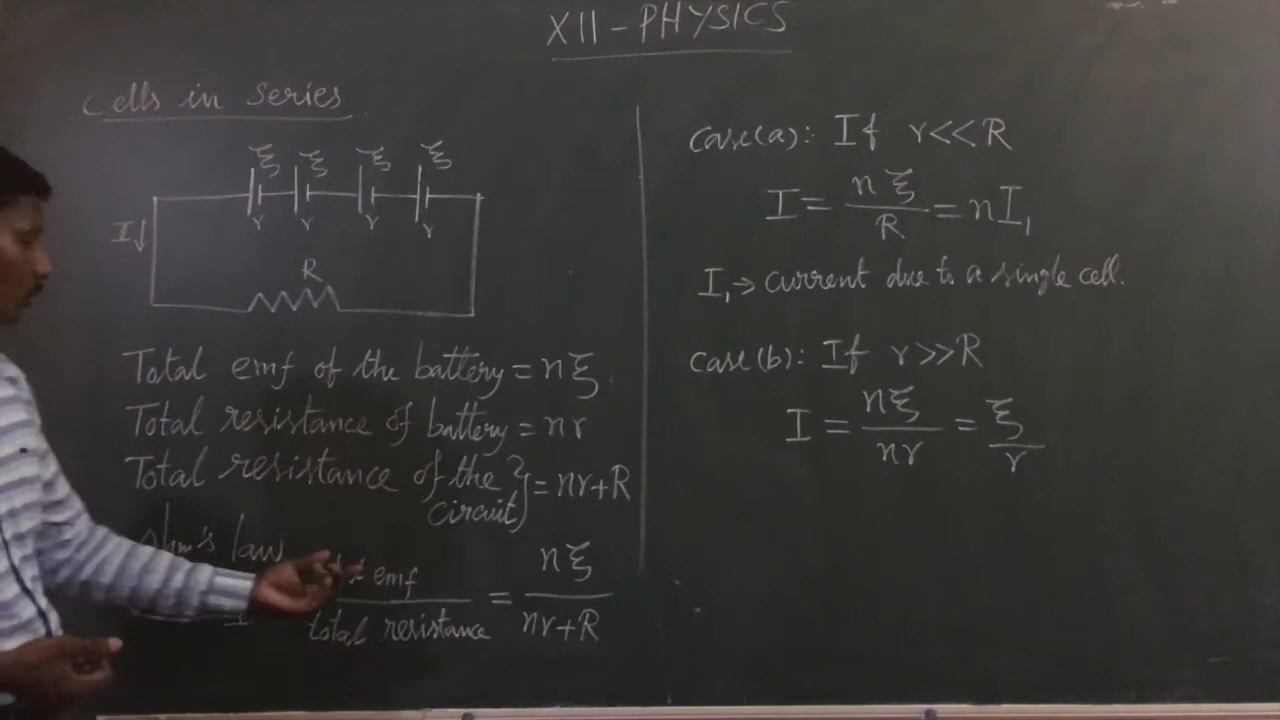 XII - PHYSICS
Cells in Series
ξ ξ ξ ξ
r r r r
I↓
R
Total emf of the battery = nξ
Total resistance of battery = nr
Total resistance of the circuit} = nr+R
ohm's law
I
emf / total resistance = nξ / nr+R
case(a): If r<<R
I = nξ / R = nI₁
I₁ → current due to a single cell.
case(b): If r>>R
I = nξ / nr = ξ / r